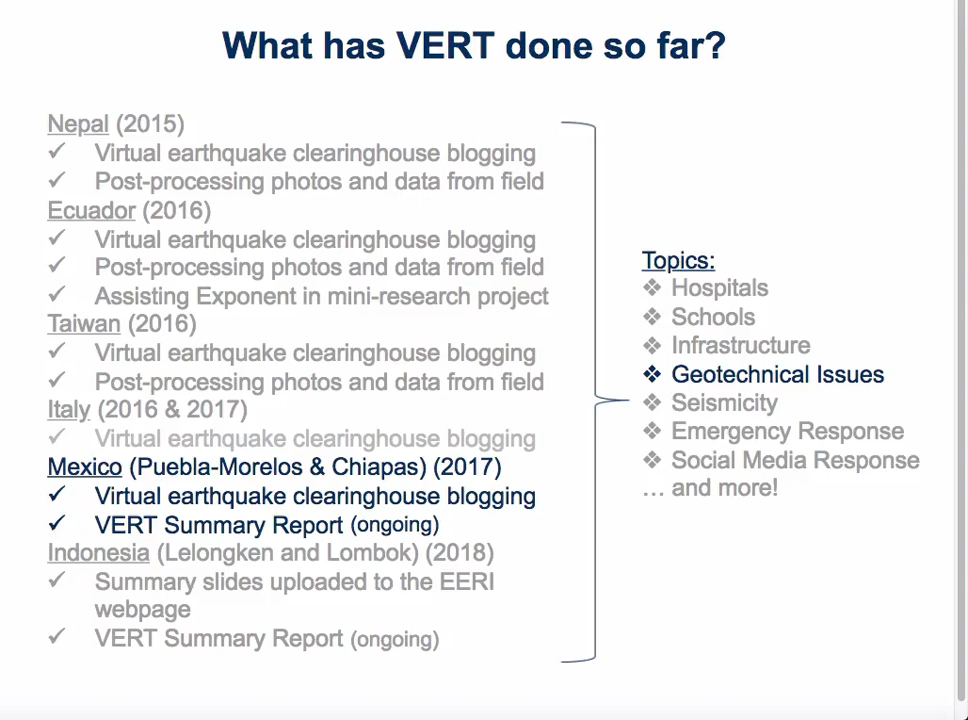 What has VERT done so far?
Nepal (2015)
✓ Virtual earthquake clearinghouse blogging
✓ Post-processing photos and data from field
Ecuador (2016)
✓ Virtual earthquake clearinghouse blogging
✓ Post-processing photos and data from field
✓ Assisting Exponent in mini-research project
Taiwan (2016)
✓ Virtual earthquake clearinghouse blogging
✓ Post-processing photos and data from field
Italy (2016 & 2017)
✓ Virtual earthquake clearinghouse blogging
Mexico (Puebla-Morelos & Chiapas) (2017)
✓ Virtual earthquake clearinghouse blogging
✓ VERT Summary Report (ongoing)
Indonesia (Lelongken and Lombok) (2018)
✓ Summary slides uploaded to the EERI
webpage
✓ VERT Summary Report (ongoing)
Topics:
❖ Hospitals
❖ Schools
❖ Infrastructure
❖ Geotechnical Issues
❖ Seismicity
❖ Emergency Response
❖ Social Media Response
… and more!